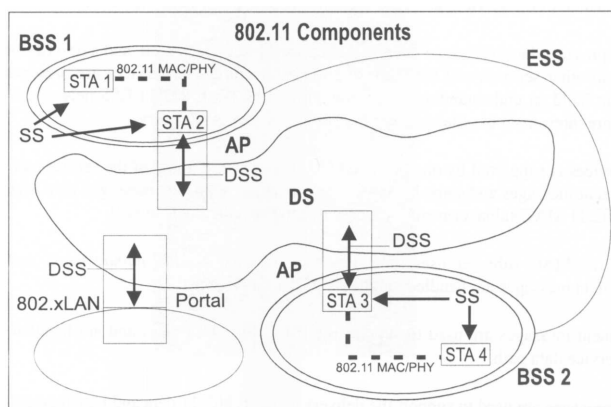 802.11 Components
BSS 1
ESS
802.11 MAC/PHY
STA 1
STA 2
SS
AP
DSS
DS
DSS
DSS
AP
802.xLAN
Portal
STA 3
SS
STA 4
802.11 MAC/PHY
BSS 2